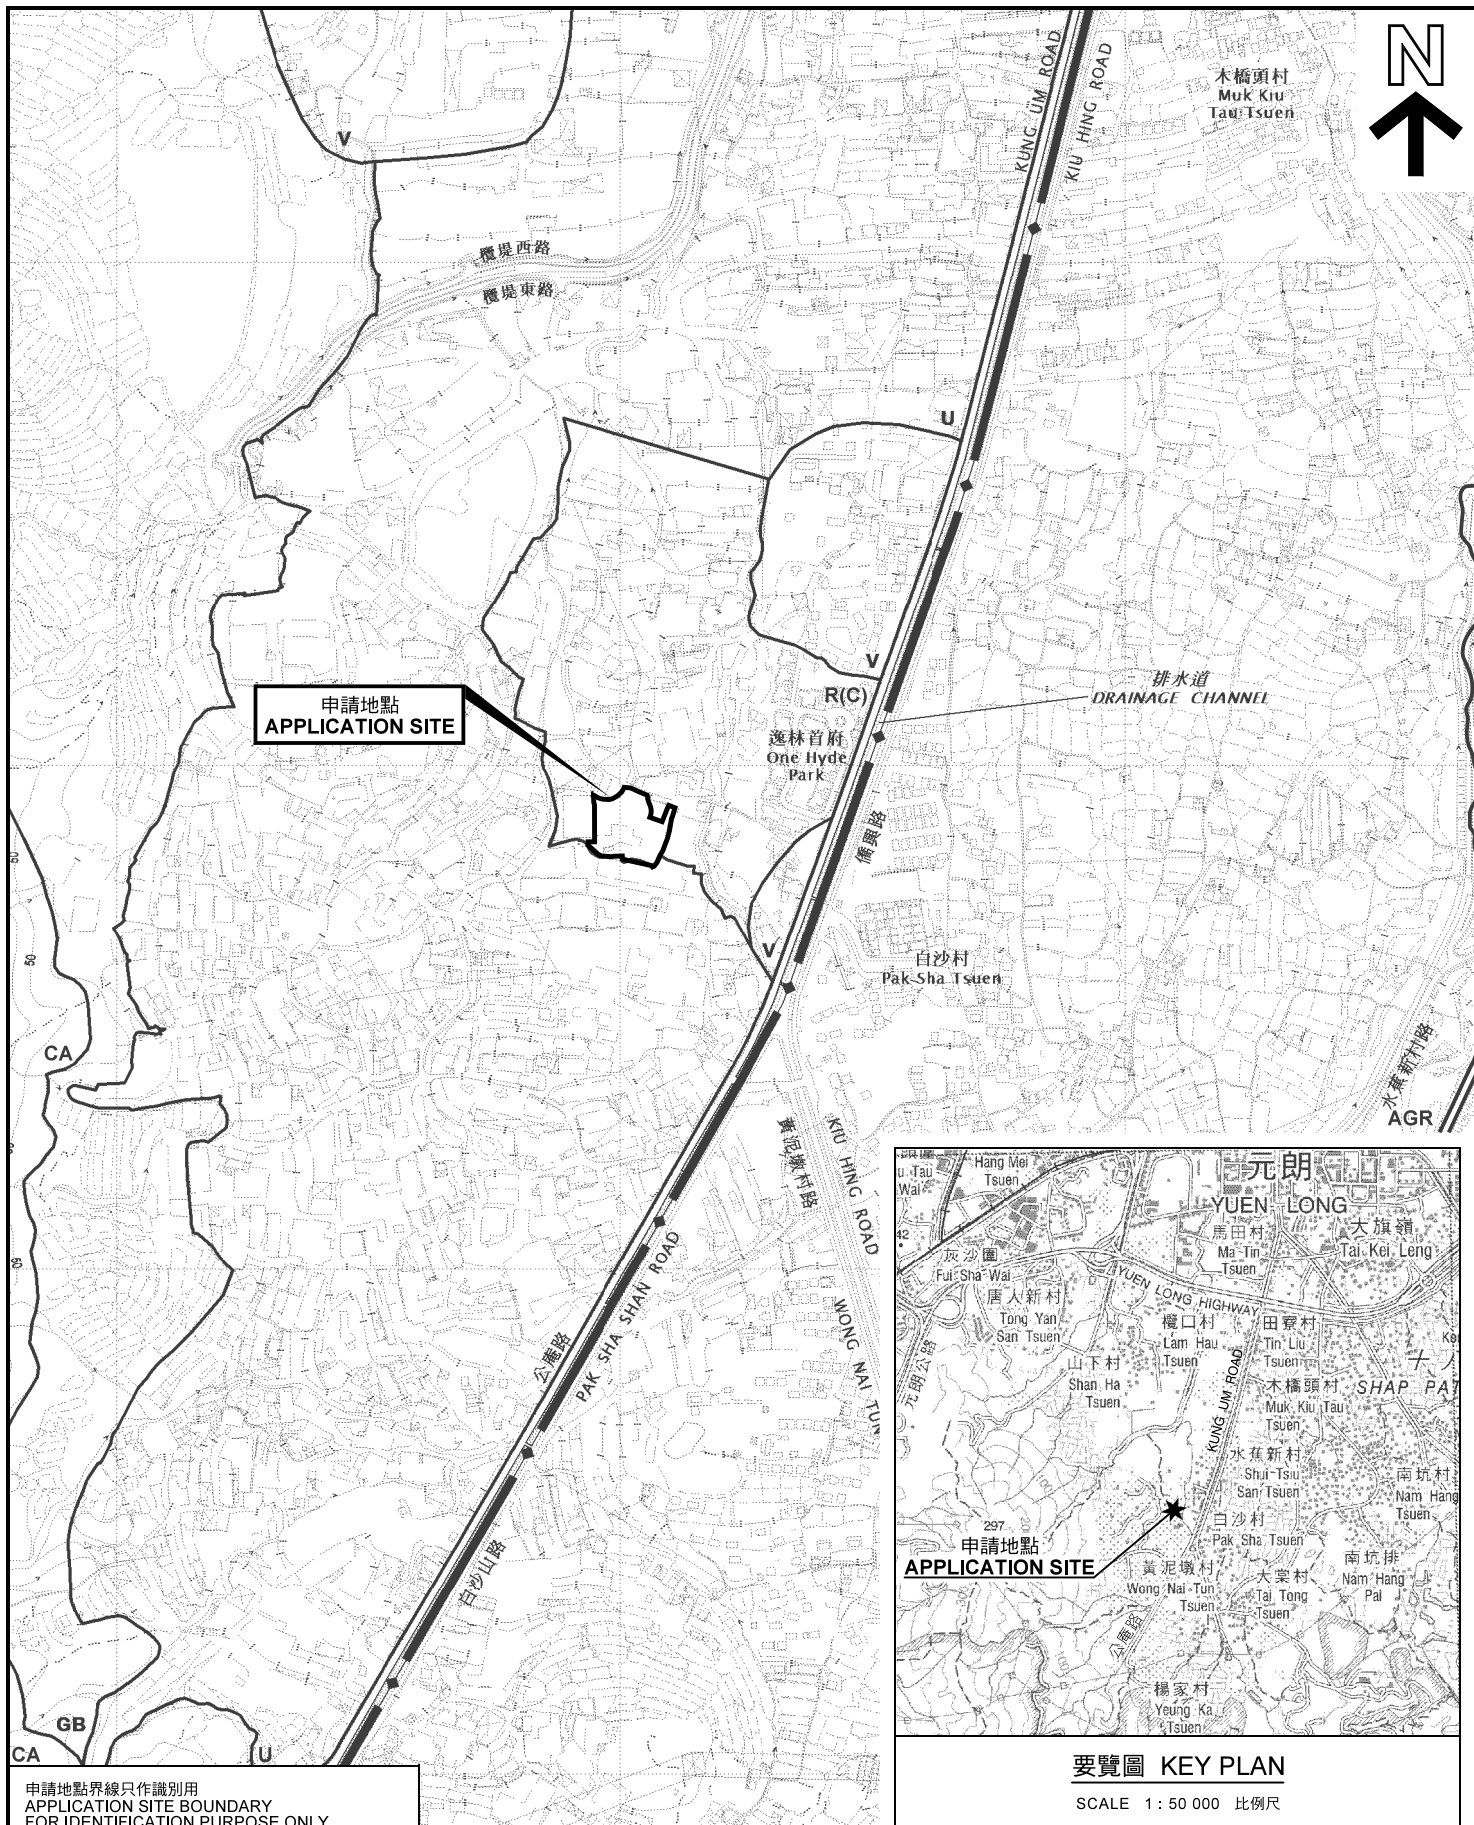 N
KUNG UM ROAD
KIU HING ROAD
木橋頭村
Muk Kiu
Tau Tsuen
V
欖堤西路
欖堤東路
U
V
R(C)
排水道
DRAINAGE CHANNEL
申請地點
APPLICATION SITE
逸林首府
One Hyde
Park
僑興路
V
白沙村
Pak Sha Tsuen
50
50
CA
水蕉新村路
AGR
黃泥墩村路
KIU HING ROAD
WONG NAI TUN
公庵路
PAK SHA SHAN ROAD
白沙山路
GB
CA
U
申請地點界線只作識別用
APPLICATION SITE BOUNDARY
FOR IDENTIFICATION PURPOSE ONLY
u Tau
Wai
Hang Mei
Tsuen
元朗
YUEN LONG
馬田村
Ma Tin
Tsuen
大旗嶺
Tai Kei Leng
42
灰沙圍
Fui Sha Wai
唐人新村
Tong Yan
San Tsuen
YUEN LONG HIGHWAY
欖口村
Lam Hau
Tsuen
田寮村
Tin Liu
Tsuen
元朗公路
山下村
Shan Ha
Tsuen
KUNG UM ROAD
木橋頭村
Muk Kiu Tau
Tsuen
十八
SHAP PAT
水蕉新村
Shui Tsiu
San Tsuen
南坑村
Nam Hang
Tsuen
297
申請地點
APPLICATION SITE
白沙村
Pak Sha Tsuen
黃泥墩村
Wong Nai Tun
Tsuen
大棠村
Tai Tong
Tsuen
南坑排
Nam Hang
Pai
公庵路
楊家村
Yeung Ka
Tsuen
要覽圖 KEY PLAN
SCALE 1 : 50 000 比例尺